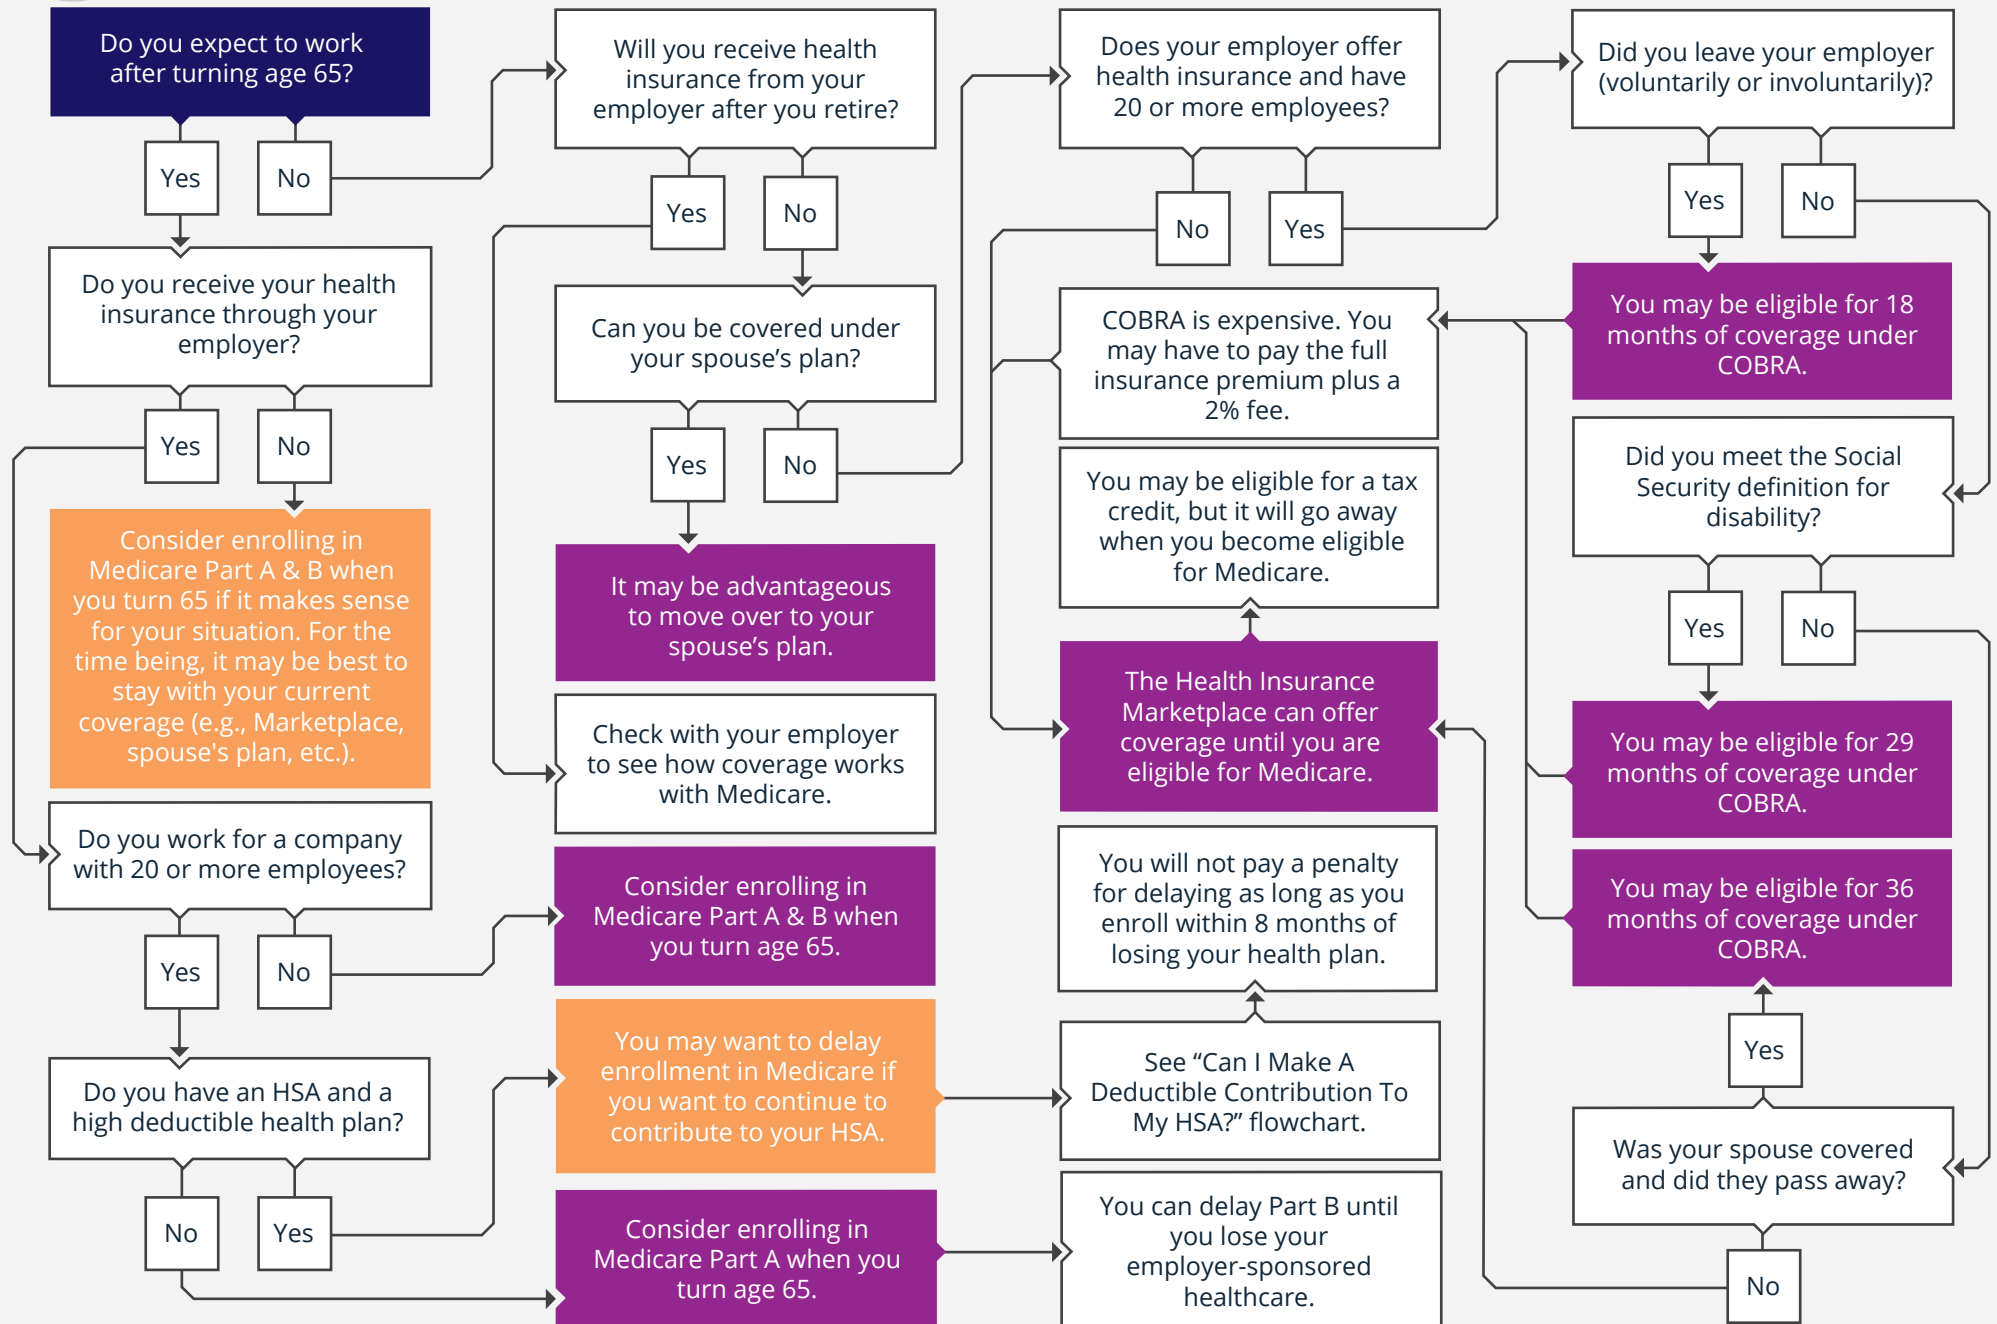 Do you expect to work
after turning age 65?
Yes
No
Do you receive your health
insurance through your
employer?
Yes
No
Consider enrolling in
Medicare Part A & B when
you turn 65 if it makes sense
for your situation. For the
time being, it may be best to
stay with your current
coverage (e.g., Marketplace,
spouse's plan, etc.).
Do you work for a company
with 20 or more employees?
Yes
No
Do you have an HSA and a
high deductible health plan?
No
Yes
Will you receive health
insurance from your
employer after you retire?
Yes
No
Can you be covered under
your spouse’s plan?
Yes
No
It may be advantageous
to move over to your
spouse’s plan.
Check with your employer
to see how coverage works
with Medicare.
Consider enrolling in
Medicare Part A & B when
you turn age 65.
You may want to delay
enrollment in Medicare if
you want to continue to
contribute to your HSA.
Consider enrolling in
Medicare Part A when you
turn age 65.
Does your employer offer
health insurance and have
20 or more employees?
No
Yes
COBRA is expensive. You
may have to pay the full
insurance premium plus a
2% fee.
You may be eligible for a tax
credit, but it will go away
when you become eligible
for Medicare.
The Health Insurance
Marketplace can offer
coverage until you are
eligible for Medicare.
You will not pay a penalty
for delaying as long as you
enroll within 8 months of
losing your health plan.
See “Can I Make A
Deductible Contribution To
My HSA?” flowchart.
You can delay Part B until
you lose your
employer-sponsored
healthcare.
Did you leave your employer
(voluntarily or involuntarily)?
Yes
No
You may be eligible for 18
months of coverage under
COBRA.
Did you meet the Social
Security definition for
disability?
Yes
No
You may be eligible for 29
months of coverage under
COBRA.
You may be eligible for 36
months of coverage under
COBRA.
Yes
Was your spouse covered
and did they pass away?
No